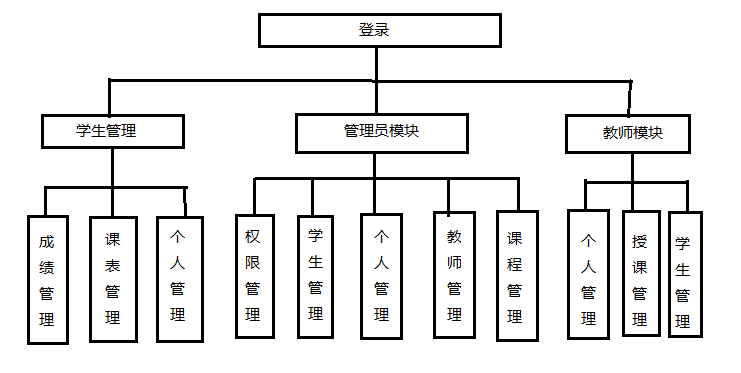 登录
学生管理
管理员模块
教师模块
成绩管理
课表管理
个人管理
权限管理
学生管理
个人管理
教师管理
课程管理
个人管理
授课管理
学生管理